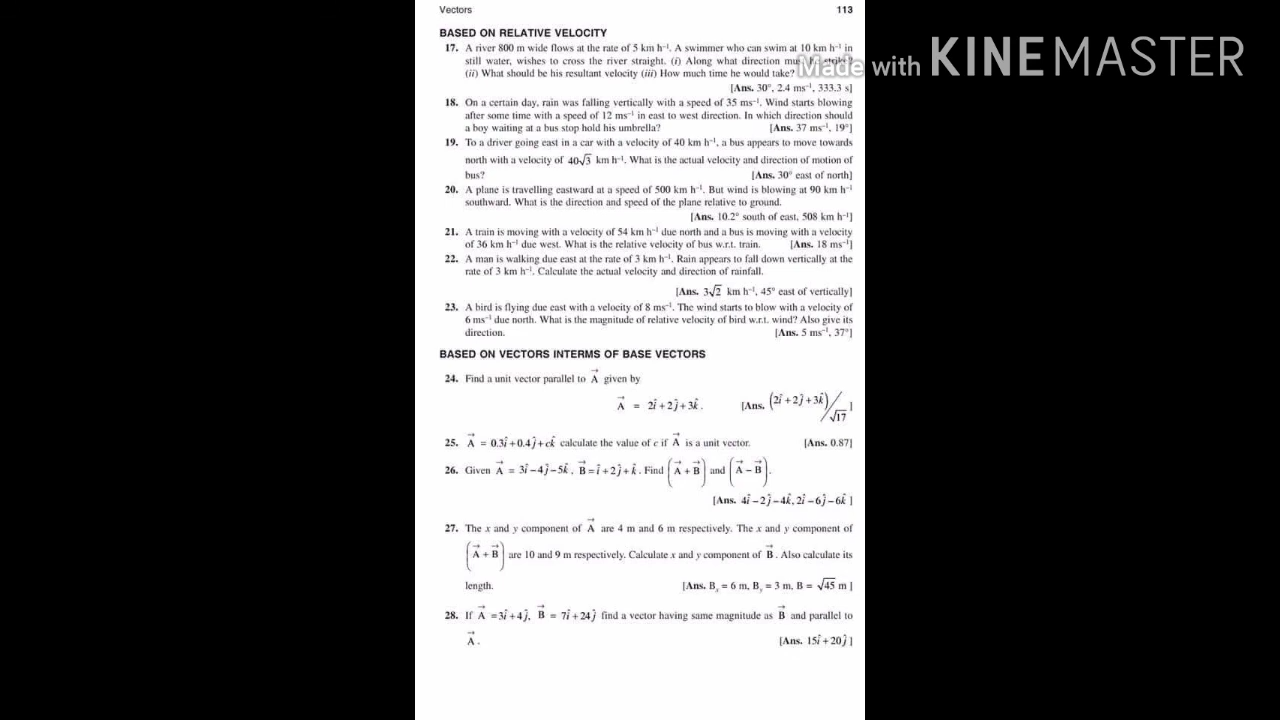 Vectors 113
Made with KINEMASTER
BASED ON RELATIVE VELOCITY
17. A river 800 m wide flows at the rate of 5 km h⁻¹. A swimmer who can swim at 10 km h⁻¹ in
still water, wishes to cross the river straight. (i) Along what direction must he strike?
(ii) What should be his resultant velocity (iii) How much time he would take?
[Ans. 30°, 2.4 ms⁻¹, 333.3 s]
18. On a certain day, rain was falling vertically with a speed of 35 ms⁻¹. Wind starts blowing
after some time with a speed of 12 ms⁻¹ in east to west direction. In which direction should
a boy waiting at a bus stop hold his umbrella? [Ans. 37 ms⁻¹, 19°]
19. To a driver going east in a car with a velocity of 40 km h⁻¹, a bus appears to move towards
north with a velocity of 40√3 km h⁻¹. What is the actual velocity and direction of motion of
bus? [Ans. 30° east of north]
20. A plane is travelling eastward at a speed of 500 km h⁻¹. But wind is blowing at 90 km h⁻¹
southward. What is the direction and speed of the plane relative to ground.
[Ans. 10.2° south of east, 508 km h⁻¹]
21. A train is moving with a velocity of 54 km h⁻¹ due north and a bus is moving with a velocity
of 36 km h⁻¹ due west. What is the relative velocity of bus w.r.t. train. [Ans. 18 ms⁻¹]
22. A man is walking due east at the rate of 3 km h⁻¹. Rain appears to fall down vertically at the
rate of 3 km h⁻¹. Calculate the actual velocity and direction of rainfall.
[Ans. 3√2 km h⁻¹, 45° east of vertically]
23. A bird is flying due east with a velocity of 8 ms⁻¹. The wind starts to blow with a velocity of
6 ms⁻¹ due north. What is the magnitude of relative velocity of bird w.r.t. wind? Also give its
direction. [Ans. 5 ms⁻¹, 37°]
BASED ON VECTORS INTERMS OF BASE VECTORS
24. Find a unit vector parallel to A⃗ given by
A⃗ = 2î + 2ĵ + 3k̂. [Ans. (2î + 2ĵ + 3k̂)/√17]
25. A⃗ = 0.3î + 0.4ĵ + ck̂ calculate the value of c if A⃗ is a unit vector. [Ans. 0.87]
26. Given A⃗ = 3î – 4ĵ – 5k̂, B⃗ = î + 2ĵ + k̂. Find (A⃗ + B⃗) and (A⃗ – B⃗).
[Ans. 4î – 2ĵ – 4k̂, 2î – 6ĵ – 6k̂]
27. The x and y component of A⃗ are 4 m and 6 m respectively. The x and y component of
(A⃗ + B⃗) are 10 and 9 m respectively. Calculate x and y component of B⃗. Also calculate its
length. [Ans. Bₓ = 6 m, Bᵧ = 3 m, B = √45 m]
28. If A⃗ = 3î + 4ĵ, B⃗ = 7î + 24ĵ find a vector having same magnitude as B⃗ and parallel to
A⃗. [Ans. 15î + 20ĵ]